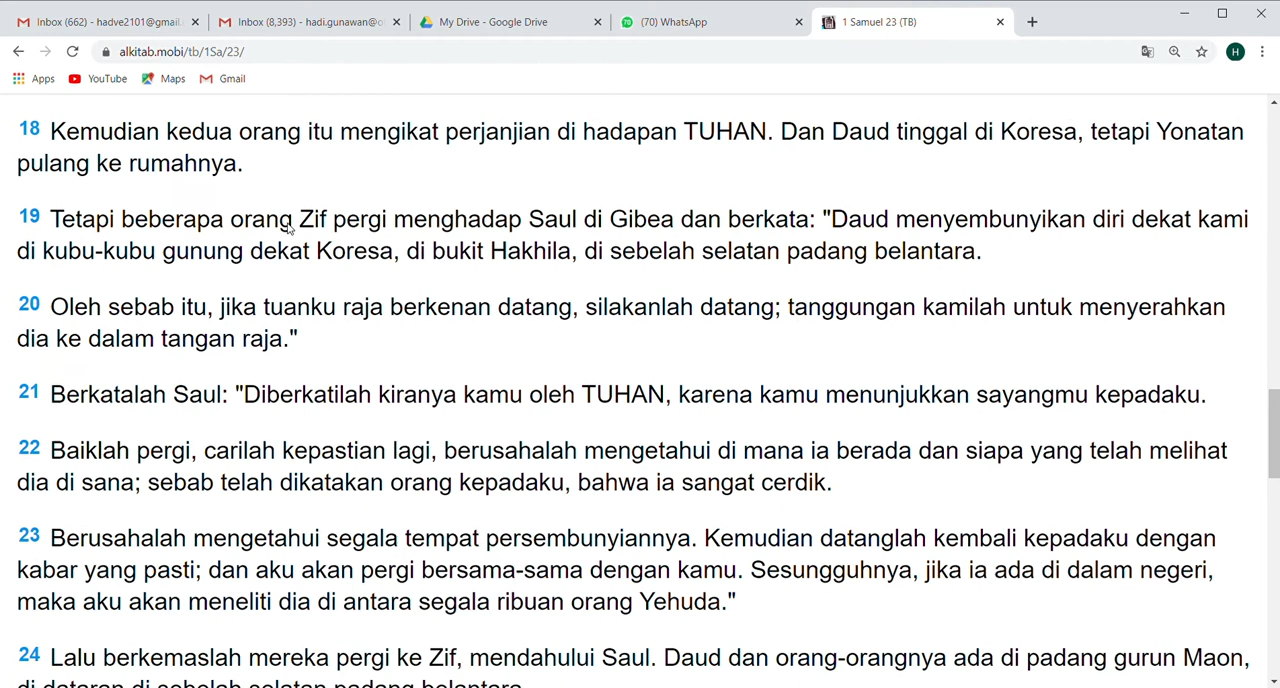 Inbox (662) - hadve2101@gmail.
Inbox (8,393) - hadi.gunawan@o
My Drive - Google Drive
(70) WhatsApp
1 Samuel 23 (TB)
alkitab.mobi/tb/1Sa/23/
H
Apps YouTube Maps Gmail
18 Kemudian kedua orang itu mengikat perjanjian di hadapan TUHAN. Dan Daud tinggal di Koresa, tetapi Yonatan
pulang ke rumahnya.
19 Tetapi beberapa orang Zif pergi menghadap Saul di Gibea dan berkata: "Daud menyembunyikan diri dekat kami
di kubu-kubu gunung dekat Koresa, di bukit Hakhila, di sebelah selatan padang belantara.
20 Oleh sebab itu, jika tuanku raja berkenan datang, silakanlah datang; tanggungan kamilah untuk menyerahkan
dia ke dalam tangan raja."
21 Berkatalah Saul: "Diberkatilah kiranya kamu oleh TUHAN, karena kamu menunjukkan sayangmu kepadaku.
22 Baiklah pergi, carilah kepastian lagi, berusahalah mengetahui di mana ia berada dan siapa yang telah melihat
dia di sana; sebab telah dikatakan orang kepadaku, bahwa ia sangat cerdik.
23 Berusahalah mengetahui segala tempat persembunyiannya. Kemudian datanglah kembali kepadaku dengan
kabar yang pasti; dan aku akan pergi bersama-sama dengan kamu. Sesungguhnya, jika ia ada di dalam negeri,
maka aku akan meneliti dia di antara segala ribuan orang Yehuda."
24 Lalu berkemaslah mereka pergi ke Zif, mendahului Saul. Daud dan orang-orangnya ada di padang gurun Maon,
di dataran di sebelah selatan padang belantara.